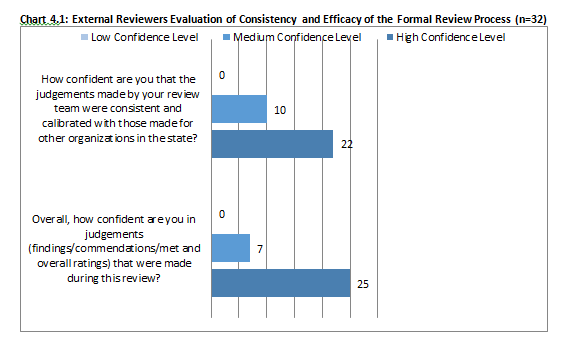 Chart 4.1: External Reviewers Evaluation of Consistency and Efficacy of the Formal Review Process (n=32)
Low Confidence Level Medium Confidence Level High Confidence Level
How confident are you that the
judgements made by your review
team were consistent and
calibrated with those made for
other organizations in the state?
0
10
22
Overall, how confident are you in
judgements
(findings/commendations/met and
overall ratings) that were made
during this review?
0
7
25